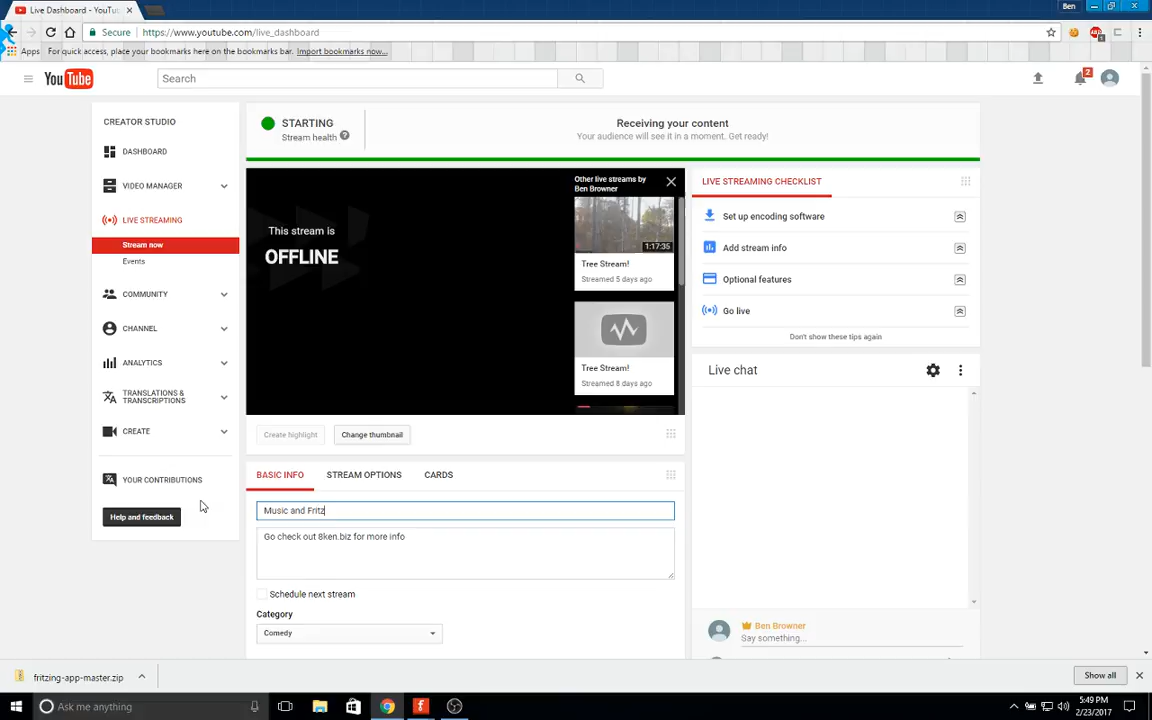 Live Dashboard - YouTu
Ben
Secure
https://www.youtube.com/live_dashboard
Apps
For quick access, place your bookmarks here on the bookmarks bar.
Import bookmarks now...
YouTube
Search
2
CREATOR STUDIO
DASHBOARD
VIDEO MANAGER
LIVE STREAMING
Stream now
Events
COMMUNITY
CHANNEL
ANALYTICS
TRANSLATIONS &
TRANSCRIPTIONS
CREATE
YOUR CONTRIBUTIONS
Help and feedback
STARTING
Stream health
Receiving your content
Your audience will see it in a moment. Get ready!
This stream is
OFFLINE
Other live streams by
Ben Browner
1:17:35
Tree Stream!
Streamed 5 days ago
Tree Stream!
Streamed 8 days ago
Create highlight
Change thumbnail
BASIC INFO
STREAM OPTIONS
CARDS
Music and Fritz
Go check out 8ken.biz for more info
Schedule next stream
Category
Comedy
LIVE STREAMING CHECKLIST
Set up encoding software
Add stream info
Optional features
Go live
Don't show these tips again
Live chat
Ben Browner
Say something...
fritzing-app-master.zip
Show all
Ask me anything
5:49 PM
2/23/2017